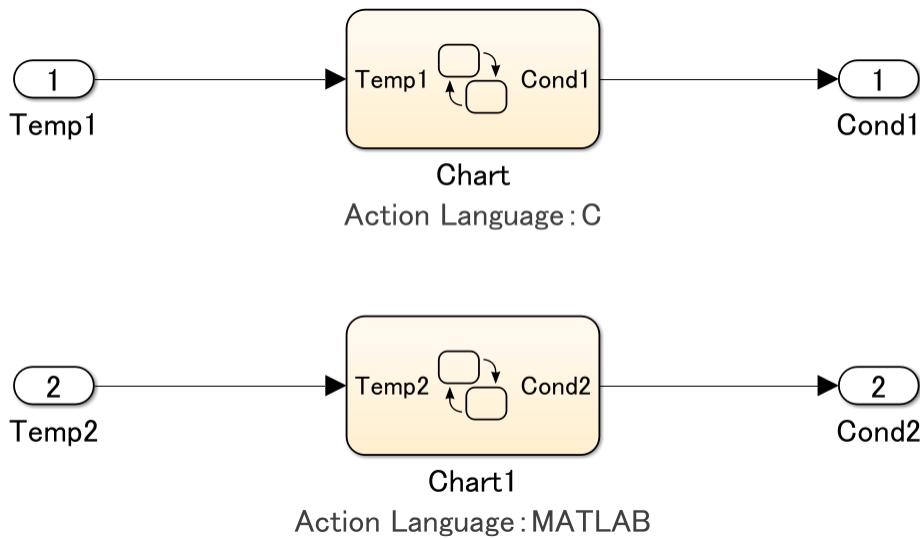 1
Temp1
Temp1 Cond1
1
Cond1
Chart
Action Language:C
2
Temp2
Temp2 Cond2
2
Cond2
Chart1
Action Language:MATLAB